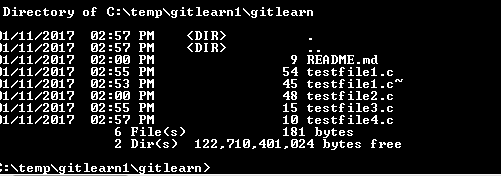 Directory of C:\temp\gitlearn1\gitlearn
01/11/2017 02:57 PM <DIR> .
01/11/2017 02:57 PM <DIR> ..
01/11/2017 02:00 PM 9 README.md
01/11/2017 02:55 PM 54 testfile1.c
01/11/2017 02:53 PM 45 testfile1.c~
01/11/2017 02:00 PM 48 testfile2.c
01/11/2017 02:55 PM 15 testfile3.c
01/11/2017 02:57 PM 10 testfile4.c
6 File(s) 181 bytes
2 Dir(s) 122,710,401,024 bytes free
C:\temp\gitlearn1\gitlearn>